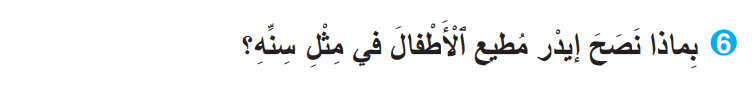 6 بِماذا نَصَحَ إيدْر مُطيع ٱلْأَطْفالَ في مِثْلِ سِنِّهِ؟